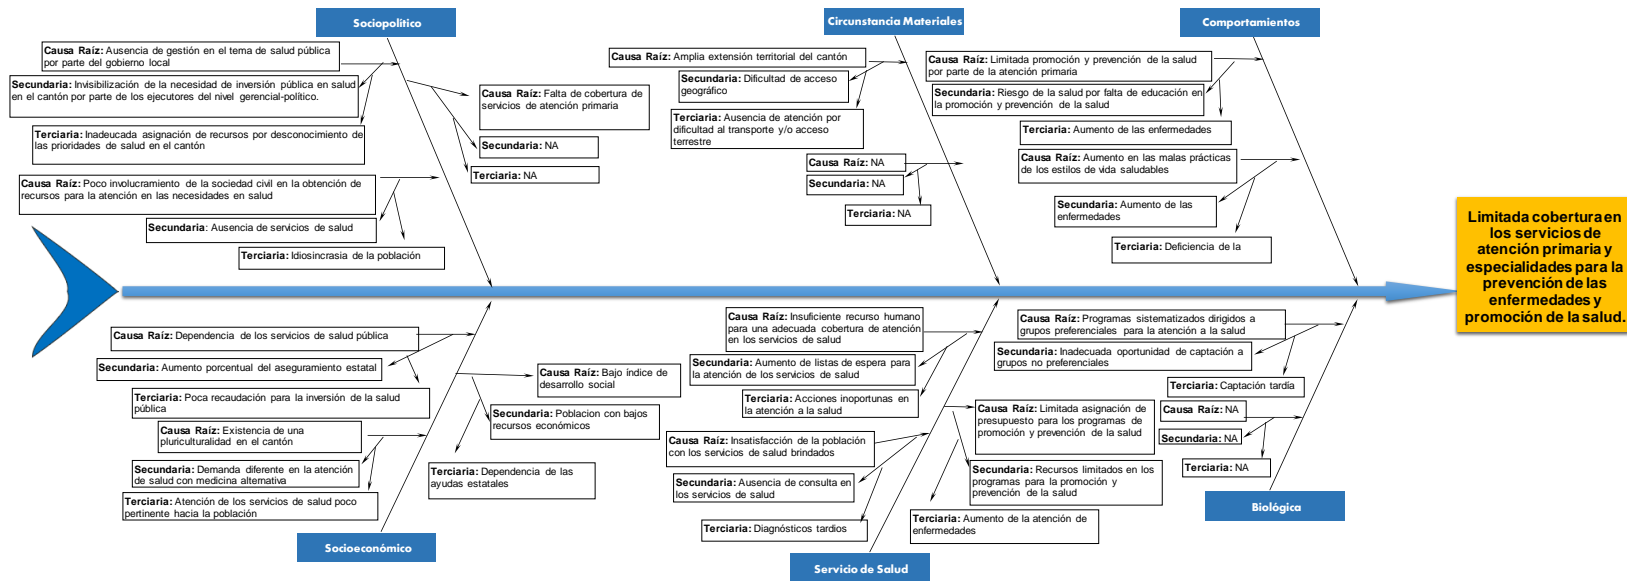 Sociopolítico
Causa Raíz: Ausencia de gestión en el tema de salud pública
por parte del gobierno local
Secundaria: Invisibilización de la necesidad de inversión pública en salud
en el cantón por parte de los ejecutores del nivel gerencial-político.
Terciaria: Inadeucada asignación de recursos por desconocimiento de
las prioridades de salud en el cantón
Causa Raíz: Falta de cobertura de
servicios de atención primaria
Secundaria: NA
Terciaria: NA
Causa Raíz: Poco involucramiento de la sociedad civil en la obtención de
recursos para la atención en las necesidades en salud
Secundaria: Ausencia de servicios de salud
Terciaria: Idiosincrasia de la población
Circunstancia Materiales
Causa Raíz: Amplia extensión territorial del cantón
Secundaria: Dificultad de acceso
geográfico
Terciaria: Ausencia de atención por
dificultad al transporte y/o acceso
terrestre
Causa Raíz: NA
Secundaria: NA
Terciaria: NA
Comportamientos
Causa Raíz: Limitada promoción y prevención de la salud
por parte de la atención primaria
Secundaria: Riesgo de la salud por falta de educación en
la promoción y prevención de la salud
Terciaria: Aumento de las enfermedades
Causa Raíz: Aumento en las malas prácticas
de los estilos de vida saludables
Secundaria: Aumento de las
enfermedades
Terciaria: Deficiencia de la
Limitada cobertura en
los servicios de
atención primaria y
especialidades para la
prevención de las
enfermedades y
promoción de la salud.
Causa Raíz: Dependencia de los servicios de salud pública
Secundaria: Aumento porcentual del aseguramiento estatal
Terciaria: Poca recaudación para la inversión de la salud
pública
Causa Raíz: Bajo índice de
desarrollo social
Secundaria: Poblacion con bajos
recursos económicos
Terciaria: Dependencia de las
ayudas estatales
Causa Raíz: Existencia de una
pluriculturalidad en el cantón
Secundaria: Demanda diferente en la atención
de salud con medicina alternativa
Terciaria: Atención de los servicios de salud poco
pertinente hacia la población
Socioeconómico
Causa Raíz: Insuficiente recurso humano
para una adecuada cobertura de atención
en los servicios de salud
Secundaria: Aumento de listas de espera para
la atención de los servicios de salud
Terciaria: Acciones inoportunas en
la atención a la salud
Causa Raíz: Limitada asignación de
presupuesto para los programas de
promoción y prevención de la salud
Secundaria: Recursos limitados en los
programas para la promoción y
prevención de la salud
Terciaria: Aumento de la atención de
enfermedades
Causa Raíz: Insatisfacción de la población
con los servicios de salud brindados
Secundaria: Ausencia de consulta en
los servicios de salud
Terciaria: Diagnósticos tardios
Servicio de Salud
Causa Raíz: Programas sistematizados dirigidos a
grupos preferenciales para la atención a la salud
Secundaria: Inadecuada oportunidad de captación a
grupos no preferenciales
Terciaria: Captación tardía
Causa Raíz: NA
Secundaria: NA
Terciaria: NA
Biológica